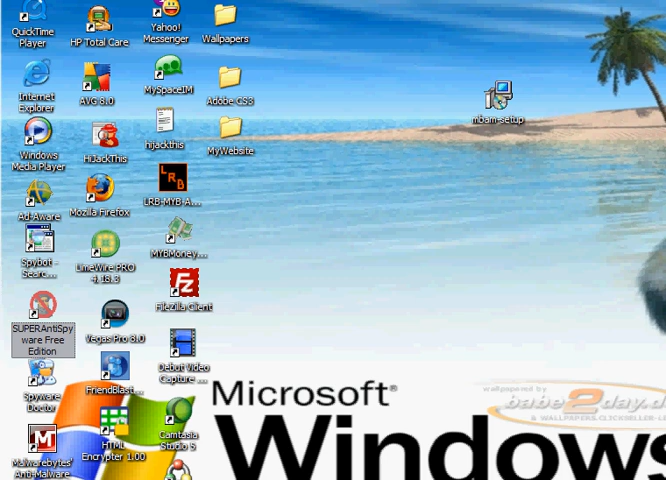 QuickTime
Player
HP Total Care
Yahoo!
Messenger
Wallpapers
Internet
Explorer
AVG 8.0
MySpaceIM
Adobe CS3
mbam-setup
Windows
Media Player
HiJackThis
hijackthis
MyWebsite
Ad-Aware
Mozilla Firefox
LRB
LRB-MYB-A...
Spybot -
Searc...
LimeWire PRO
4.18.3
MYBMoney...
SUPERAntiSpy
ware Free
Edition
Vegas Pro 8.0
FileZilla Client
Spyware
Doctor
FriendBlast...
Debut Video
Capture ...
Malwarebytes'
Anti-Malware
HTML
Encrypter 1.00
Camtasia
Studio 5
Microsoft®
Windows
wallpapered by
babe2day.d